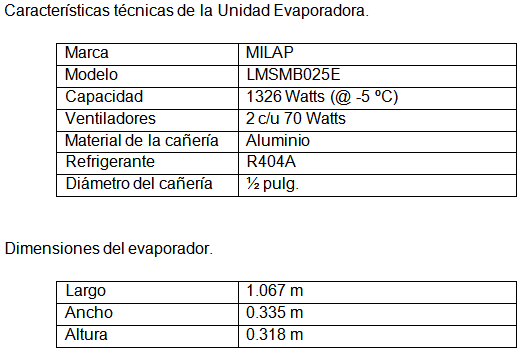 Características técnicas de la Unidad Evaporadora.
Marca MILAP
Modelo LMSMB025E
Capacidad 1326 Watts (@ -5 ºC)
Ventiladores 2 c/u 70 Watts
Material de la cañería Aluminio
Refrigerante R404A
Diámetro del cañería ½ pulg.
Dimensiones del evaporador.
Largo 1.067 m
Ancho 0.335 m
Altura 0.318 m